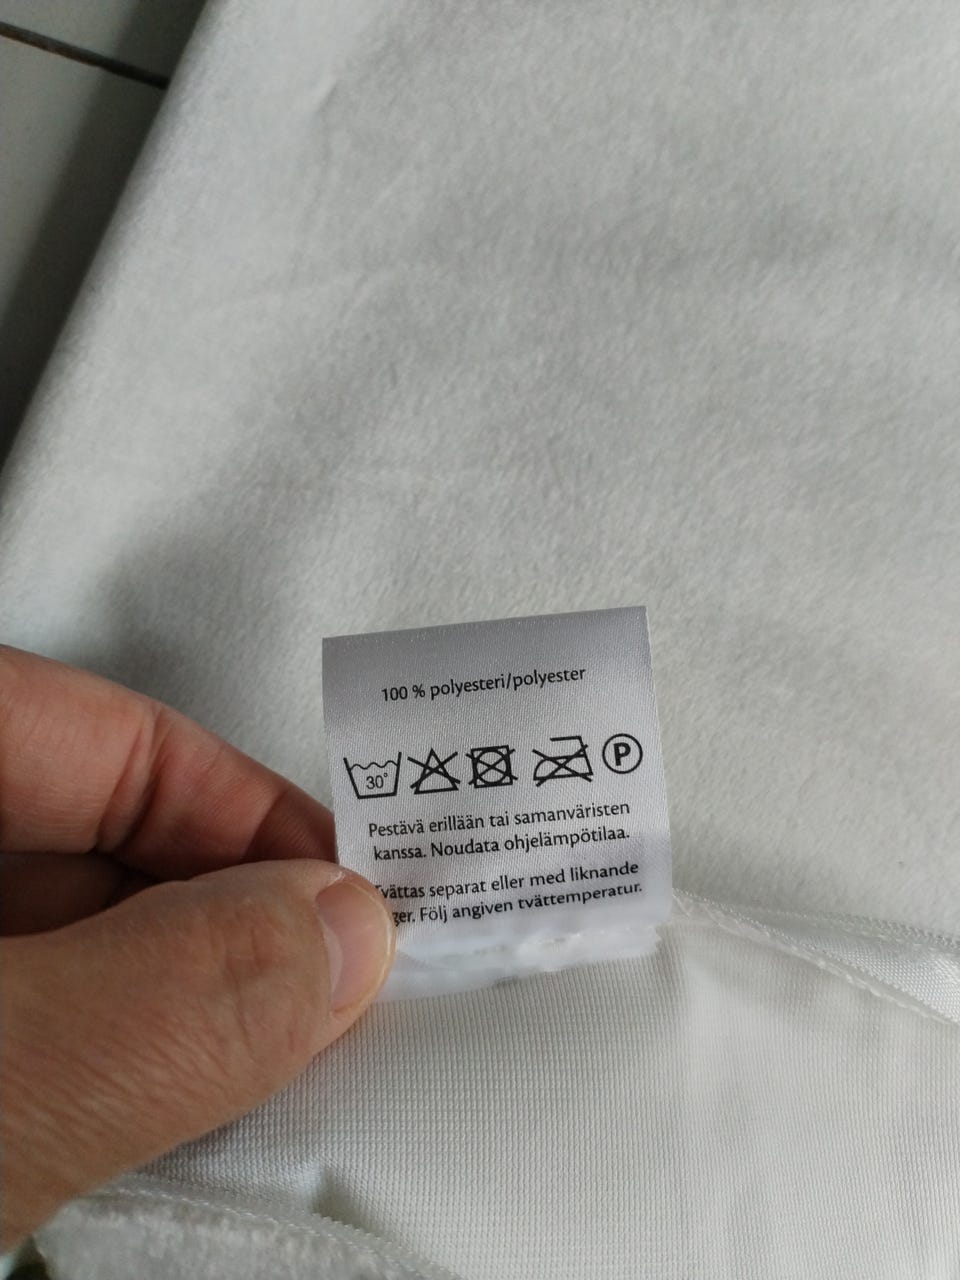 100 % polyesteri/polyester
30°
P
Pestävä erillään tai samanväristen
kanssa. Noudata ohjelämpötilaa.
Tvättas separat eller med liknande
Följ angiven tvättemperatur.